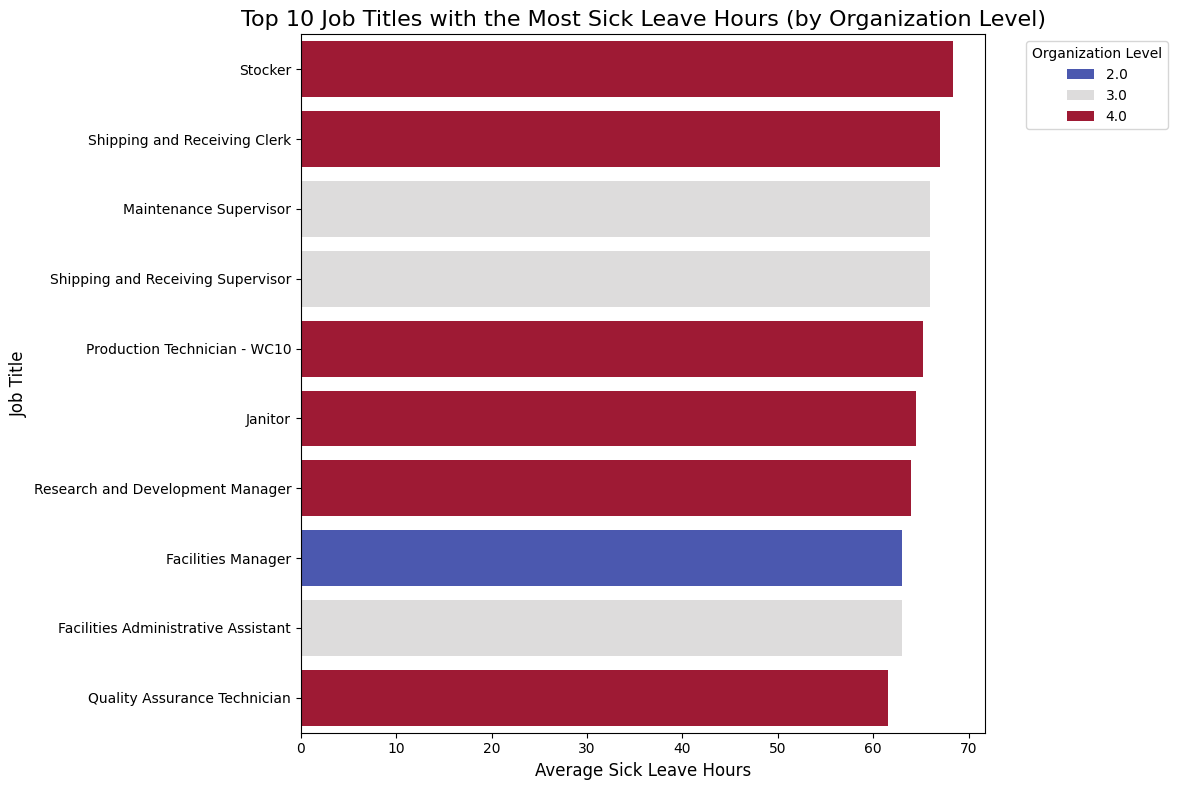 Top 10 Job Titles with the Most Sick Leave Hours (by Organization Level)
Organization Level
2.0
3.0
4.0
Job Title
Stocker
Shipping and Receiving Clerk
Maintenance Supervisor
Shipping and Receiving Supervisor
Production Technician - WC10
Janitor
Research and Development Manager
Facilities Manager
Facilities Administrative Assistant
Quality Assurance Technician
0 10 20 30 40 50 60 70
Average Sick Leave Hours